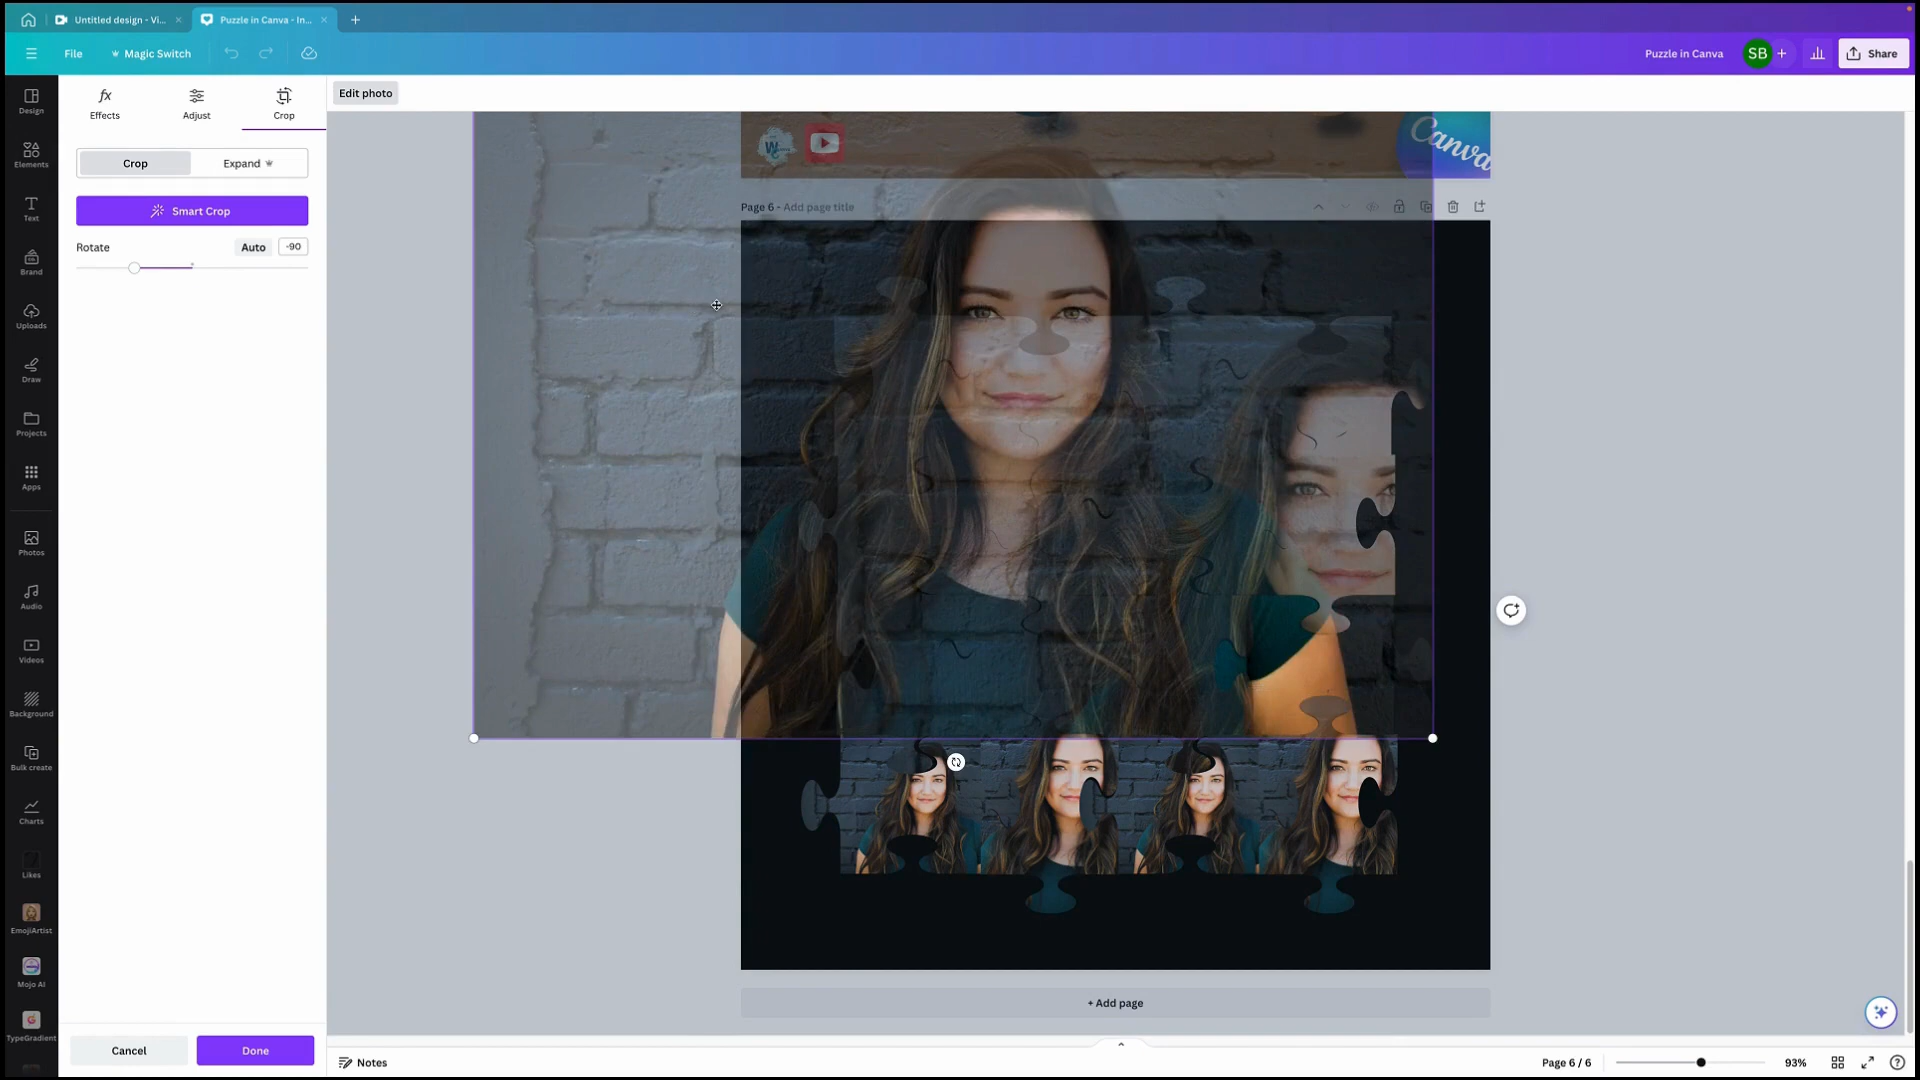 Untitled design - Vi...
Puzzle in Canva - In...
File
Magic Switch
Puzzle in Canva
SB
Share
Design
Elements
Text
Brand
Uploads
Draw
Projects
Apps
Photos
Audio
Videos
Background
Bulk create
Charts
Likes
EmojiArtist
Mojo AI
TypeGradient
fx
Effects
Adjust
Crop
Crop
Expand
Smart Crop
Rotate
Auto
-90
Cancel
Done
Edit photo
WC
Canva
Page 6 - Add page title
+ Add page
Notes
Page 6 / 6
93%